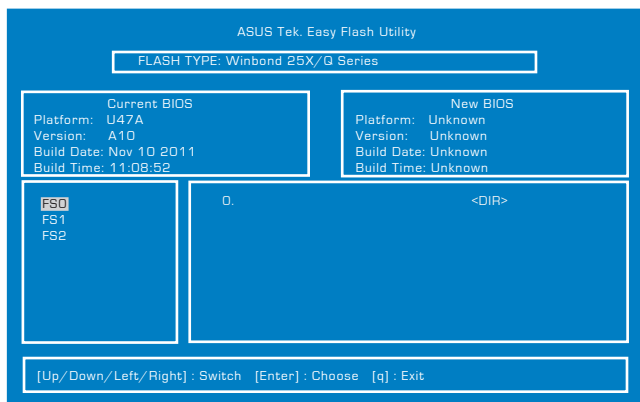 ASUS Tek. Easy Flash Utility
FLASH TYPE: Winbond 25X/Q Series
Current BIOS
Platform: U47A
Version: A10
Build Date: Nov 10 2011
Build Time: 11:08:52
New BIOS
Platform: Unknown
Version: Unknown
Build Date: Unknown
Build Time: Unknown
FS0
FS1
FS2
0. <DIR>
[Up/Down/Left/Right] : Switch [Enter] : Choose [q] : Exit